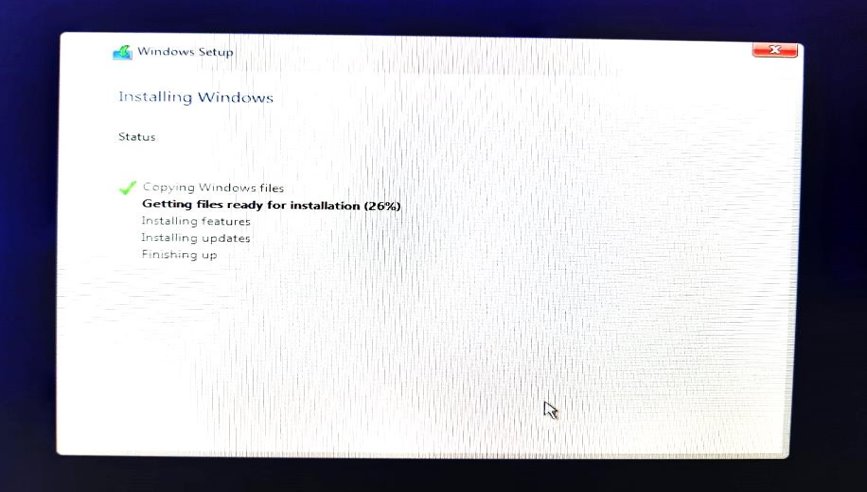 Windows Setup
Installing Windows
Status
Copying Windows files
Getting files ready for installation (26%)
Installing features
Installing updates
Finishing up